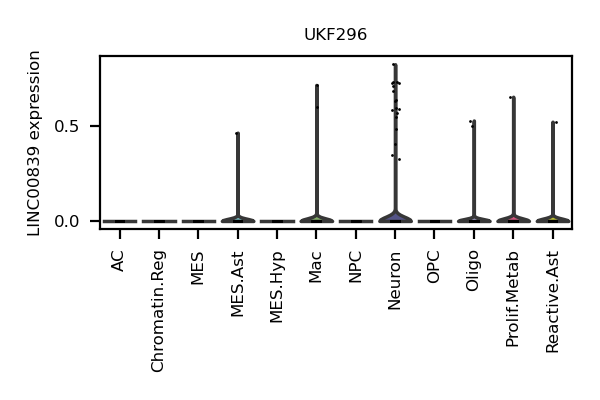 UKF296
LINC00839 expression
0.5
0.0
AC
Chromatin.Reg
MES
MES.Ast
MES.Hyp
Mac
NPC
Neuron
OPC
Oligo
Prolif.Metab
Reactive.Ast